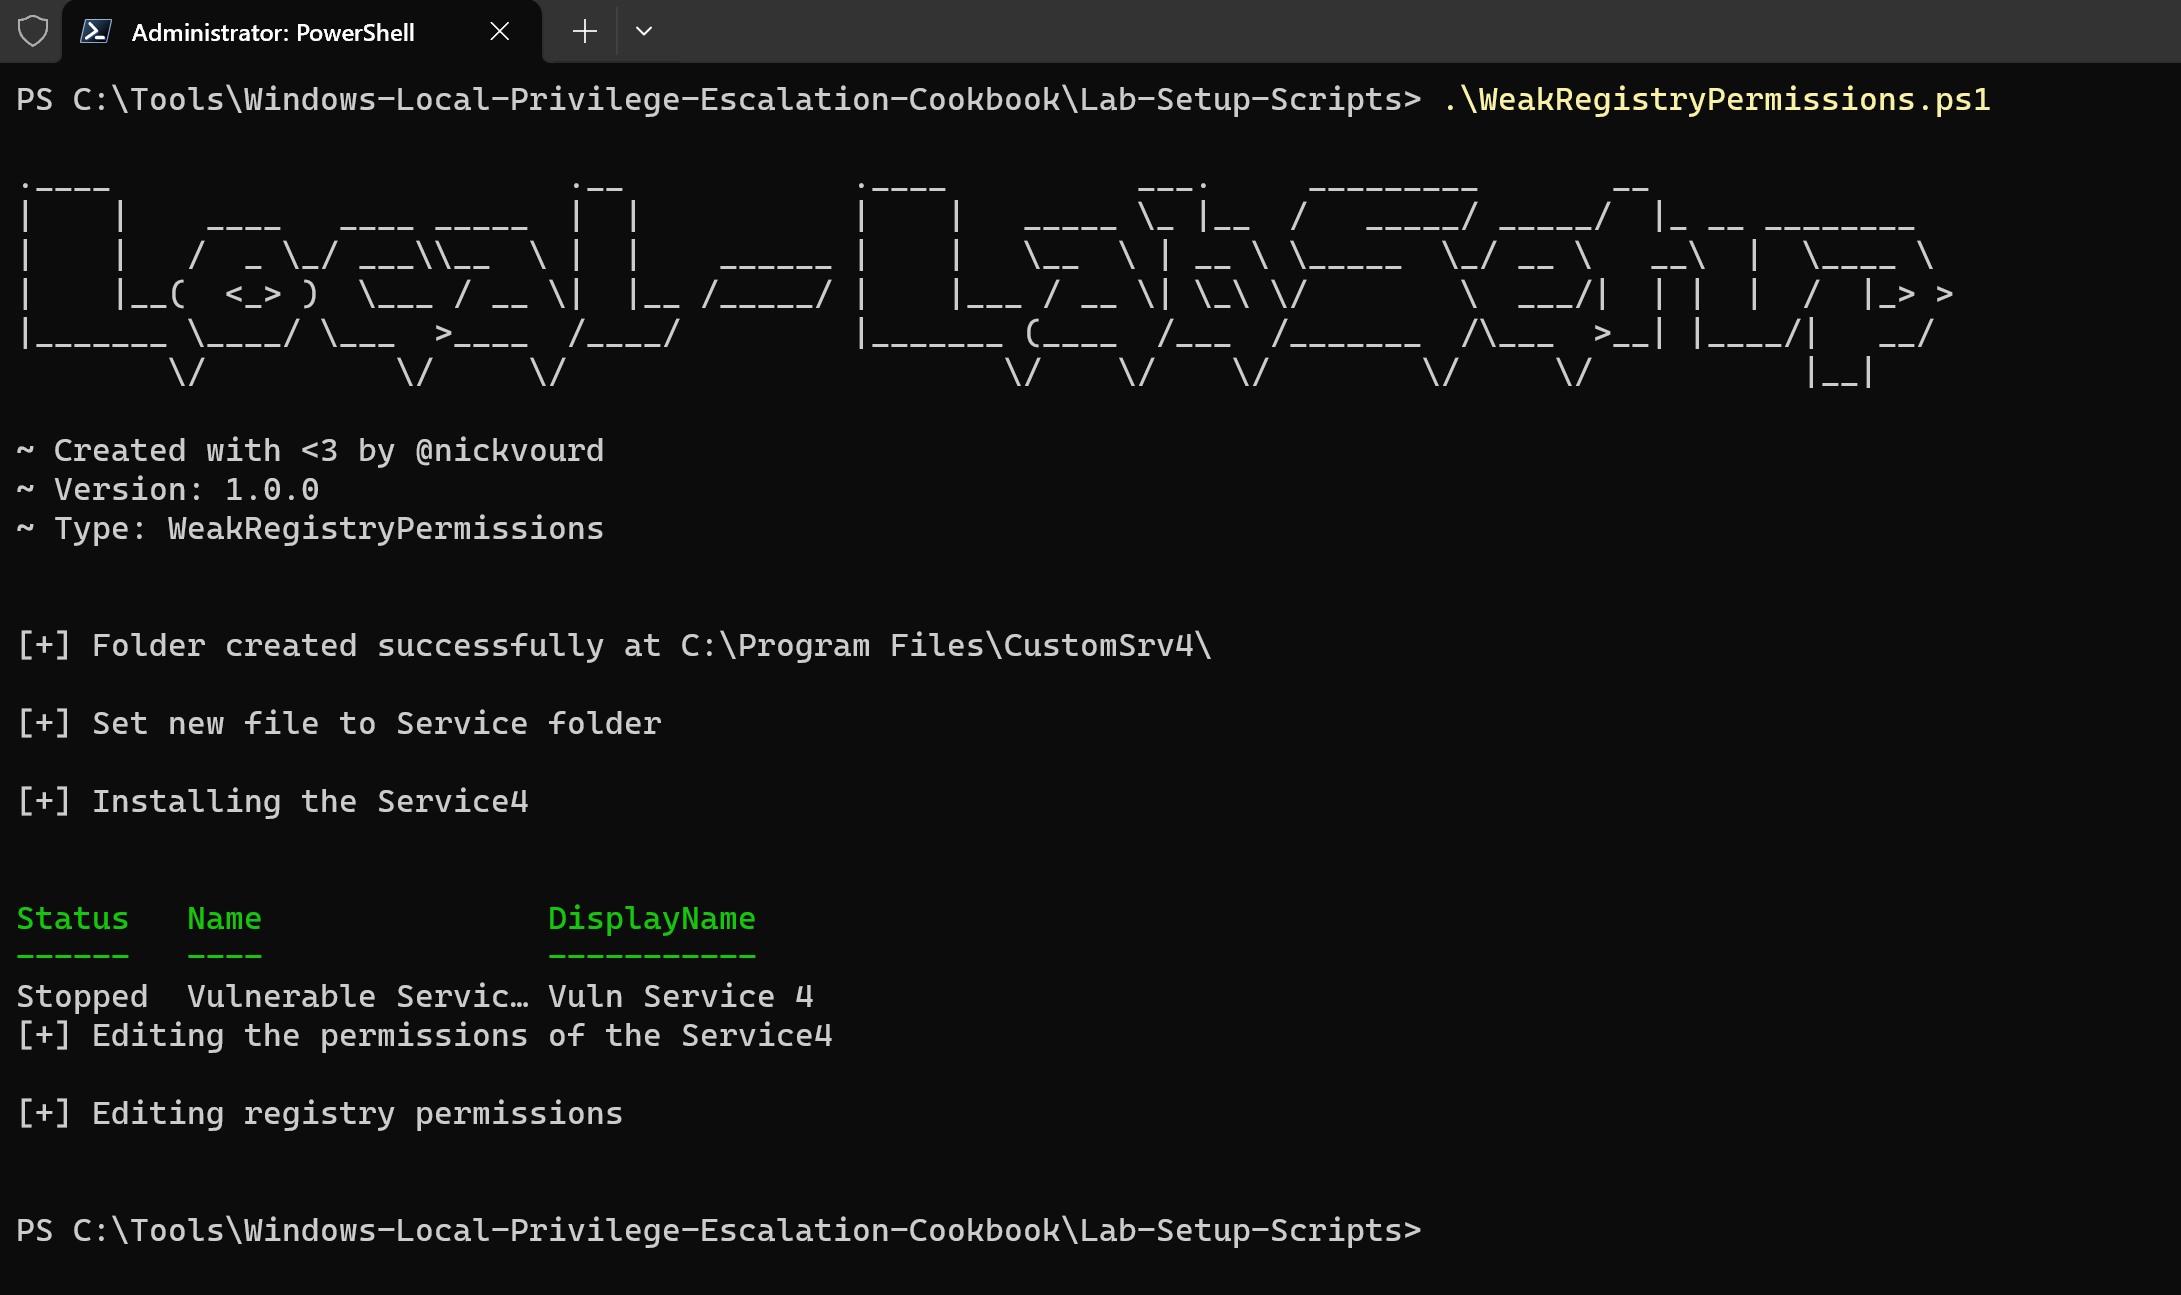 Administrator: PowerShell
PS C:\Tools\Windows-Local-Privilege-Escalation-Cookbook\Lab-Setup-Scripts> .\WeakRegistryPermissions.ps1
Local-LabSetup
~ Created with <3 by @nickvourd
~ Version: 1.0.0
~ Type: WeakRegistryPermissions
[+] Folder created successfully at C:\Program Files\CustomSrv4\
[+] Set new file to Service folder
[+] Installing the Service4
Status   Name               DisplayName
------   ----               -----------
Stopped  Vulnerable Servic… Vuln Service 4
[+] Editing the permissions of the Service4
[+] Editing registry permissions
PS C:\Tools\Windows-Local-Privilege-Escalation-Cookbook\Lab-Setup-Scripts>